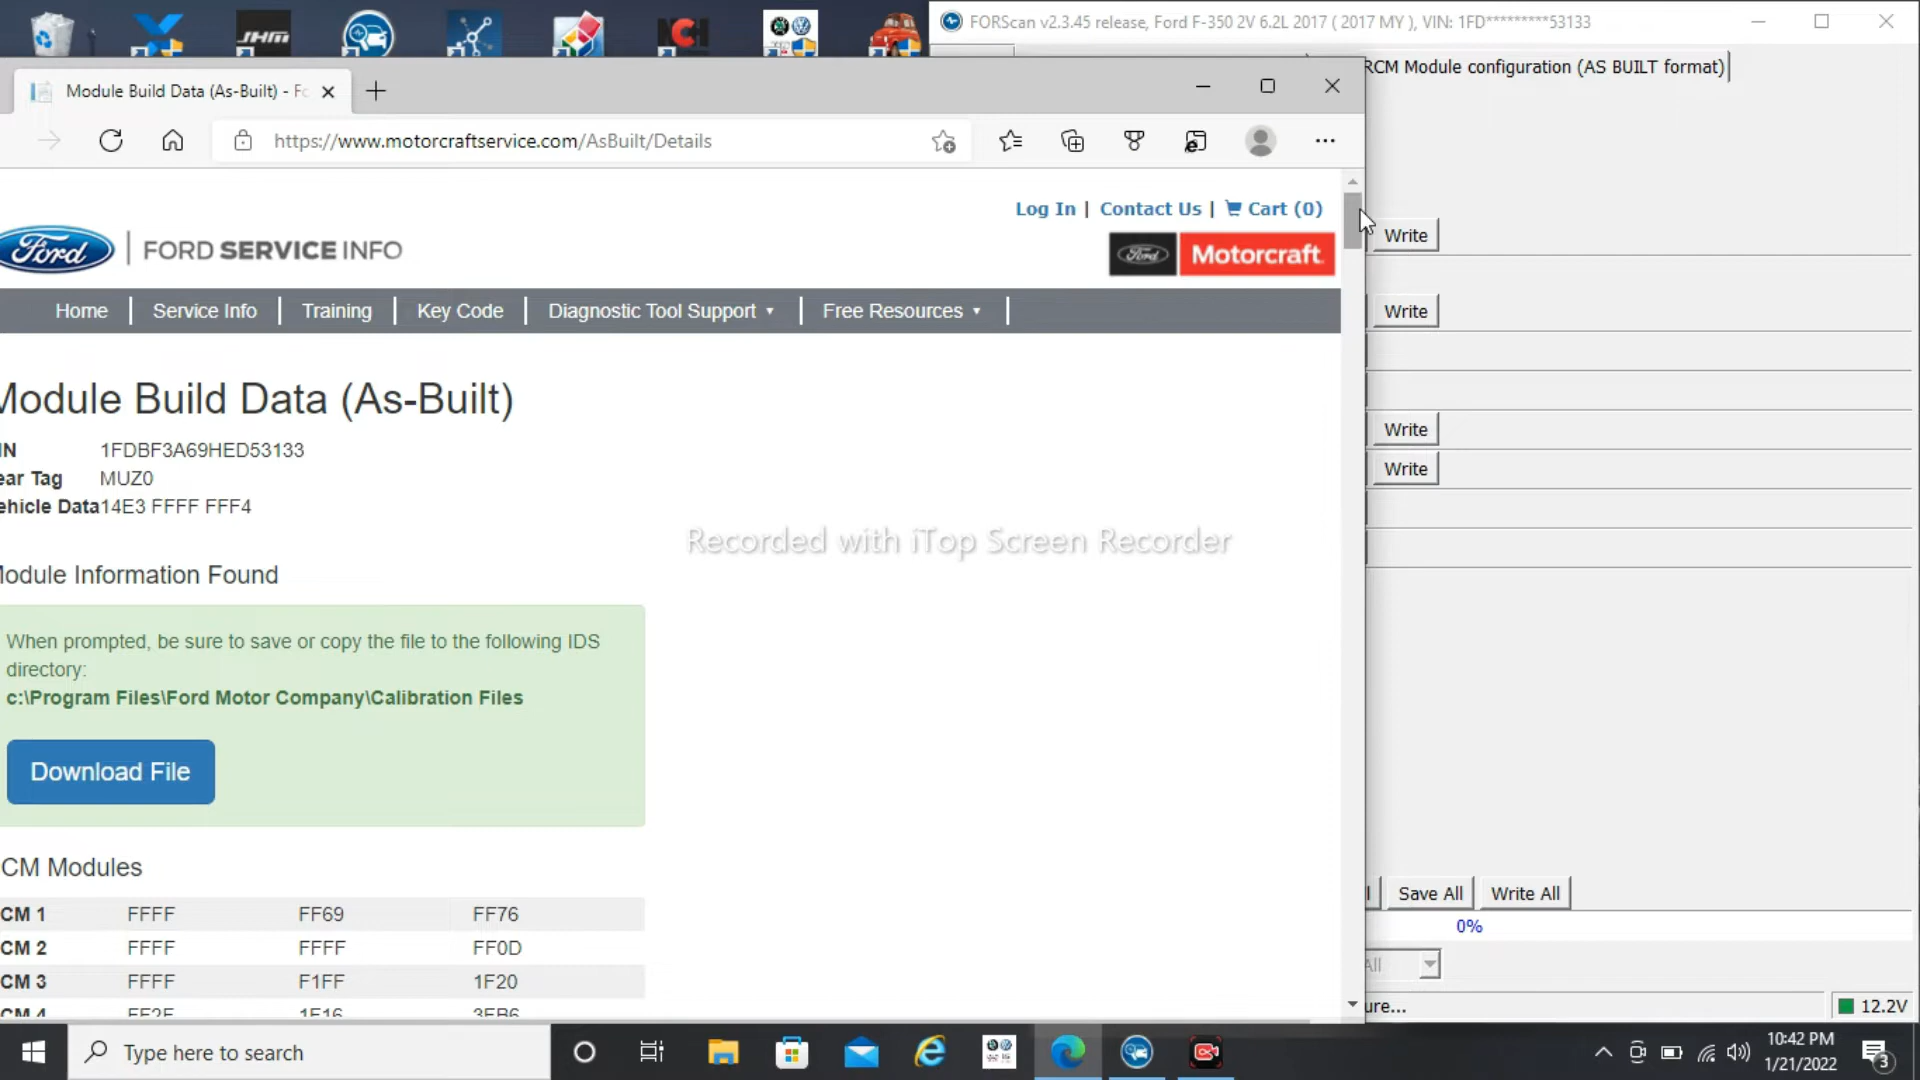 FORScan v2.3.45 release, Ford F-350 2V 6.2L 2017 ( 2017 MY ), VIN: 1FD*********53133
RCM Module configuration (AS BUILT format)
Module Build Data (As-Built) - Fo
https://www.motorcraftservice.com/AsBuilt/Details
Log In | Contact Us | Cart (0)
Ford | FORD SERVICE INFO
Ford Motorcraft
Home | Service Info | Training | Key Code | Diagnostic Tool Support | Free Resources
Write
Write
Write
Write
Module Build Data (As-Built)
IN 1FDBF3A69HED53133
ear Tag MUZ0
ehicle Data 14E3 FFFF FFF4
Recorded with iTop Screen Recorder
Module Information Found
When prompted, be sure to save or copy the file to the following IDS
directory:
c:\Program Files\Ford Motor Company\Calibration Files
Download File
CM Modules
CM 1 FFFF FF69 FF76
CM 2 FFFF FFFF FF0D
CM 3 FFFF F1FF 1F20
CM 4 FF2F 1F16 3FB6
Save All Write All
0%
All
ure...
12.2V
Type here to search
10:42 PM
1/21/2022
3